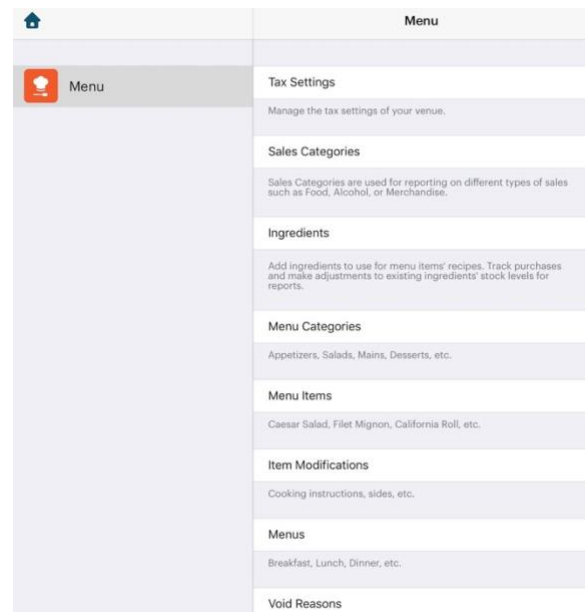 Menu
Menu
Tax Settings
Manage the tax settings of your venue.
Sales Categories
Sales Categories are used for reporting on different types of sales
such as Food, Alcohol, or Merchandise.
Ingredients
Add ingredients to use for menu items' recipes. Track purchases
and make adjustments to existing ingredients' stock levels for
reports.
Menu Categories
Appetizers, Salads, Mains, Desserts, etc.
Menu Items
Caesar Salad, Filet Mignon, California Roll, etc.
Item Modifications
Cooking instructions, sides, etc.
Menus
Breakfast, Lunch, Dinner, etc.
Void Reasons